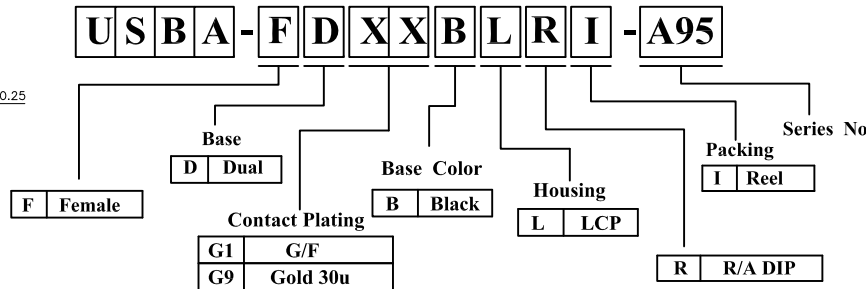 USBA-FDXXBLRI-A95
0.25
Series No
Base
Packing
D Dual
Base Color
I Reel
Housing
F Female
B Black
Contact Plating
L LCP
G1 G/F
R R/A DIP
G9 Gold 30u